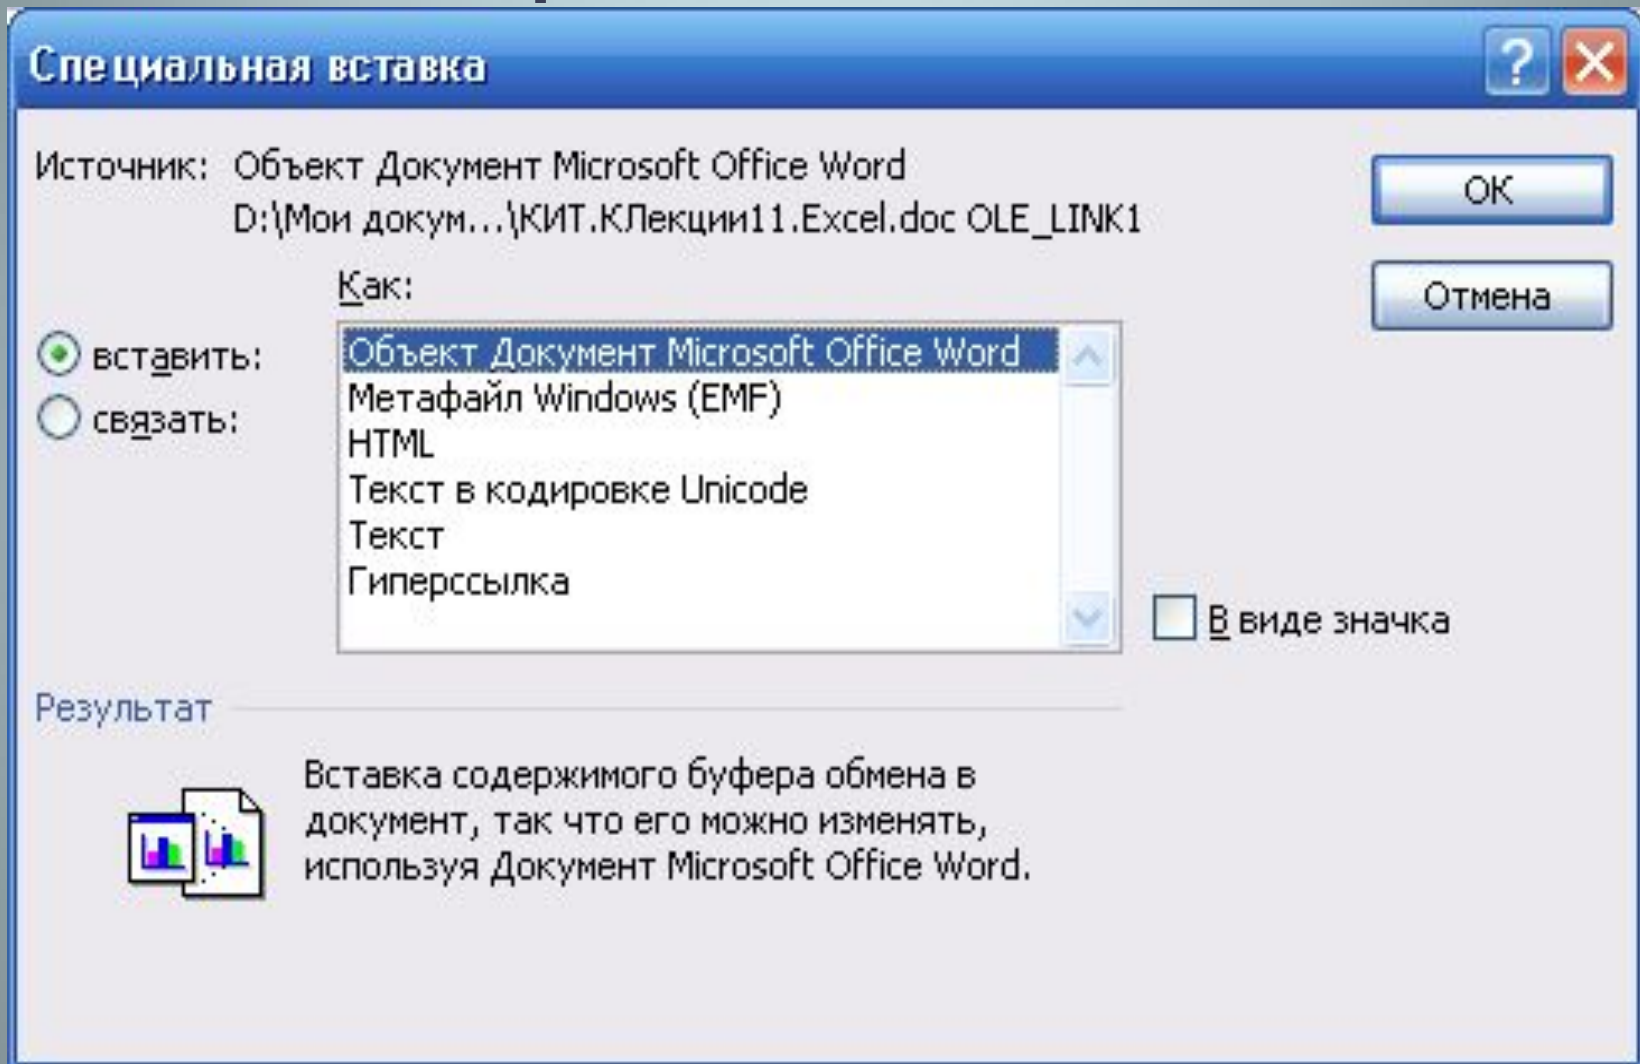 Специальная вставка
Источник: Объект Документ Microsoft Office Word
D:\Мои докум...\КИТ.КЛекции11.Excel.doc OLE_LINK1
ОК
Отмена
Как:
вставить:
связать:
Объект Документ Microsoft Office Word
Метафайл Windows (EMF)
HTML
Текст в кодировке Unicode
Текст
Гиперссылка
В виде значка
Результат
Вставка содержимого буфера обмена в
документ, так что его можно изменять,
используя Документ Microsoft Office Word.